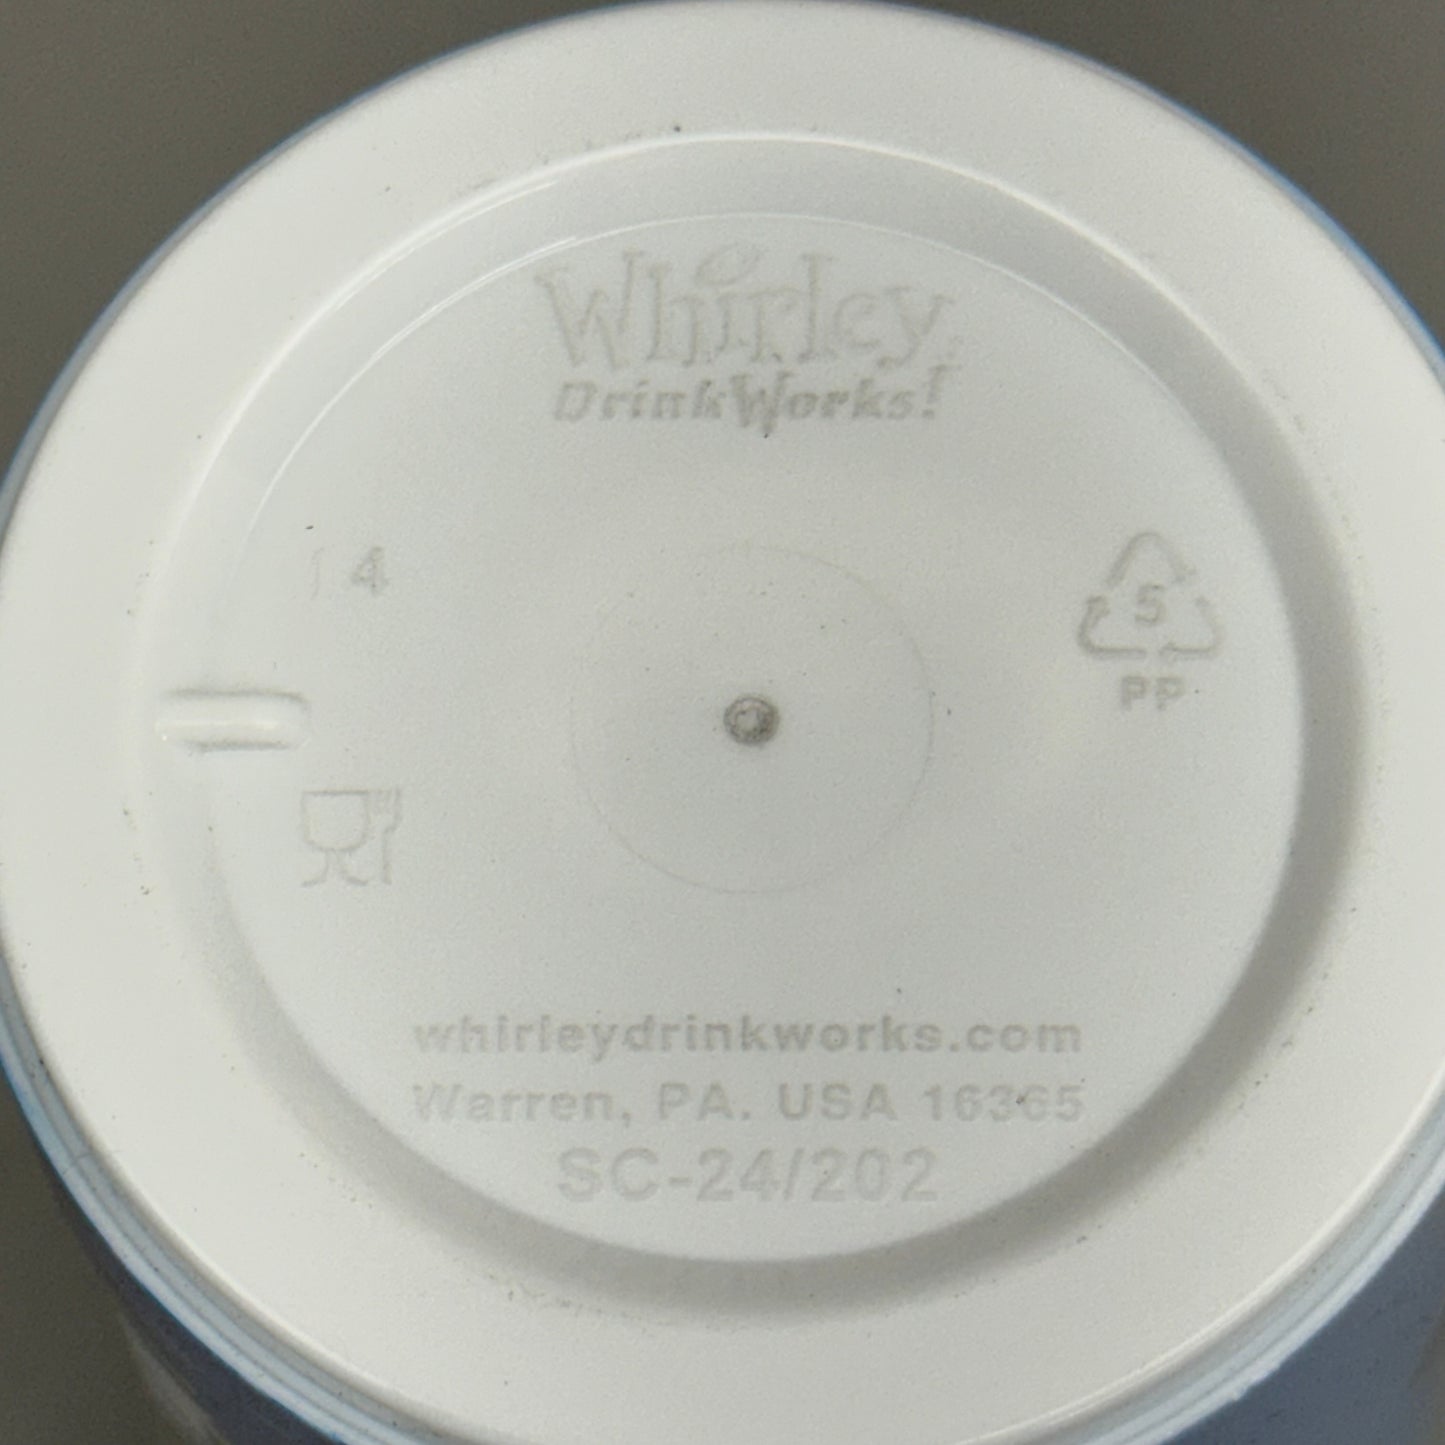 Whirley
DrinkWorks!
4
5
PP
whirleydrinkworks.com
Warren, PA. USA 16365
SC-24/202